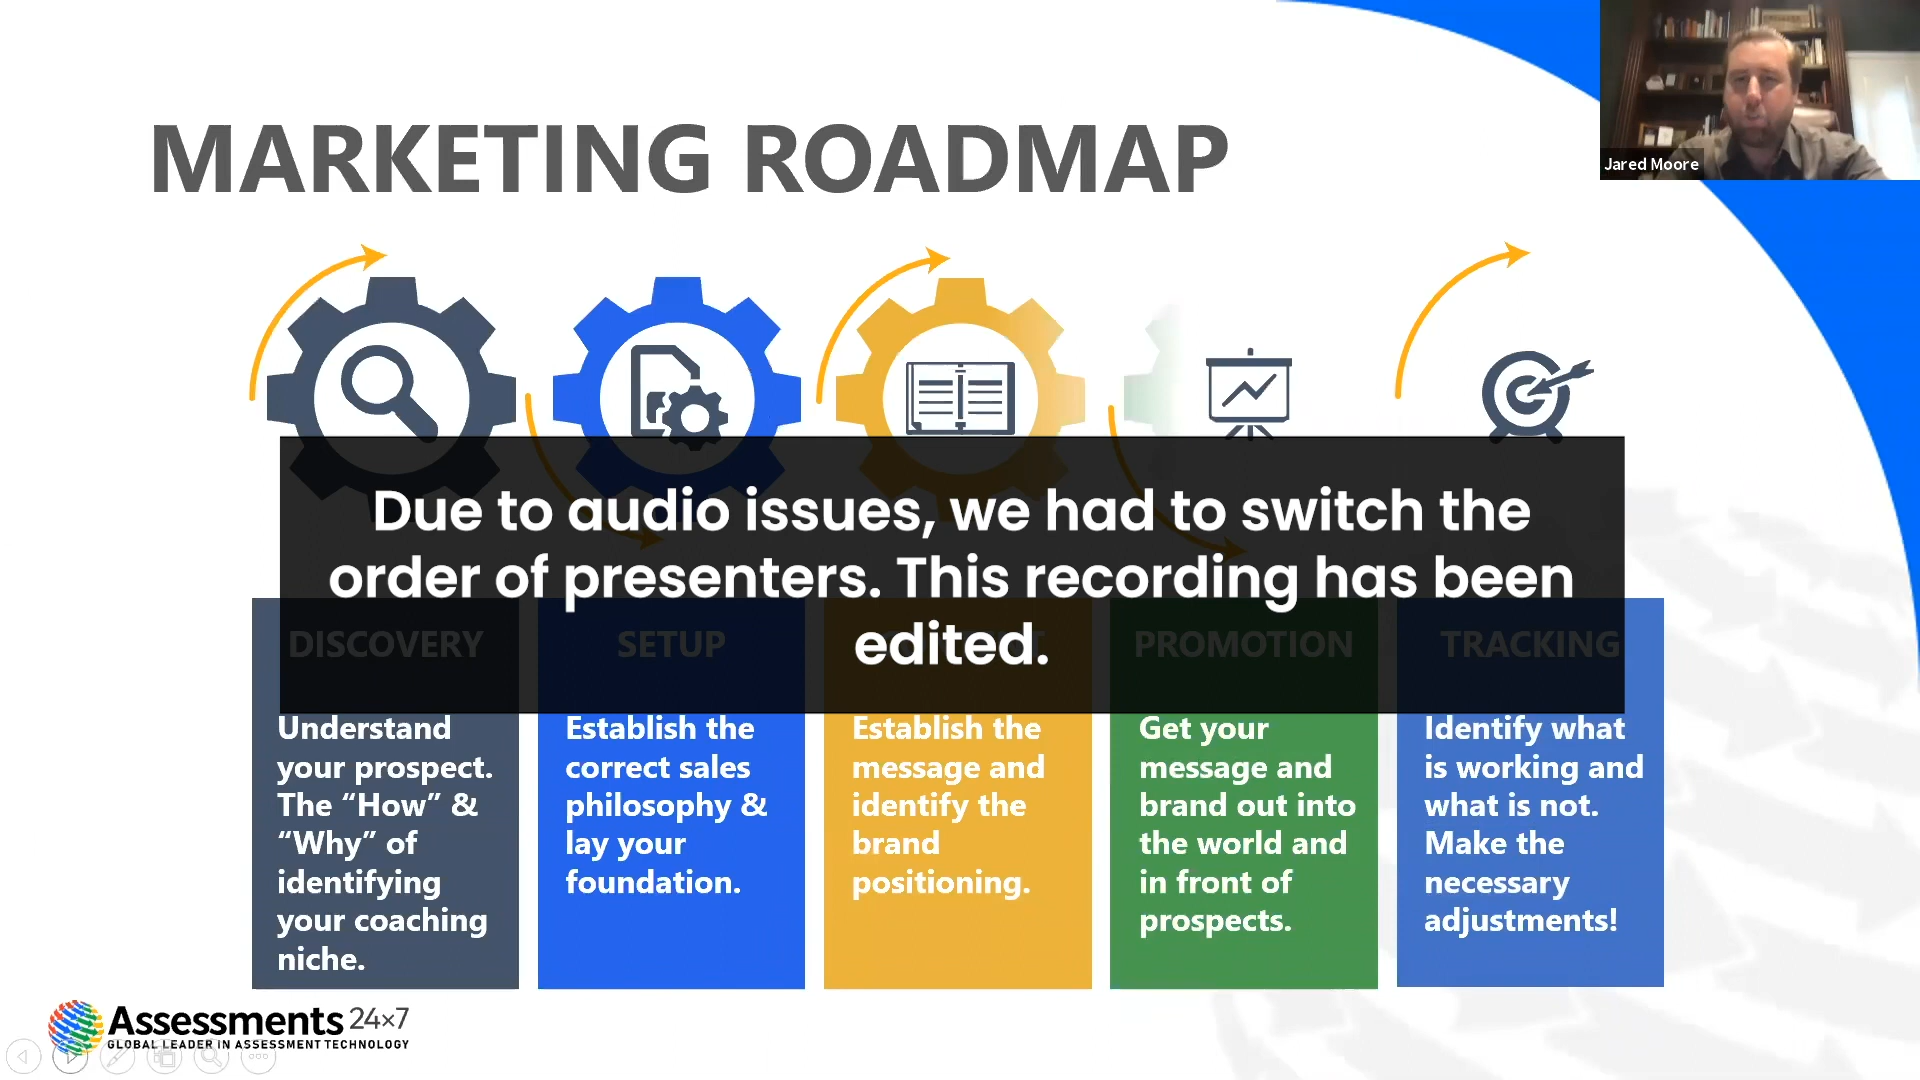 MARKETING ROADMAP
Jared Moore
Due to audio issues, we had to switch the
order of presenters. This recording has been
edited.
DISCOVERY
Understand
your prospect.
The “How” &
“Why” of
identifying
your coaching
niche.
SETUP
Establish the
correct sales
philosophy &
lay your
foundation.
Establish the
message and
identify the
brand
positioning.
PROMOTION
Get your
message and
brand out into
the world and
in front of
prospects.
TRACKING
Identify what
is working and
what is not.
Make the
necessary
adjustments!
Assessments 24×7
GLOBAL LEADER IN ASSESSMENT TECHNOLOGY